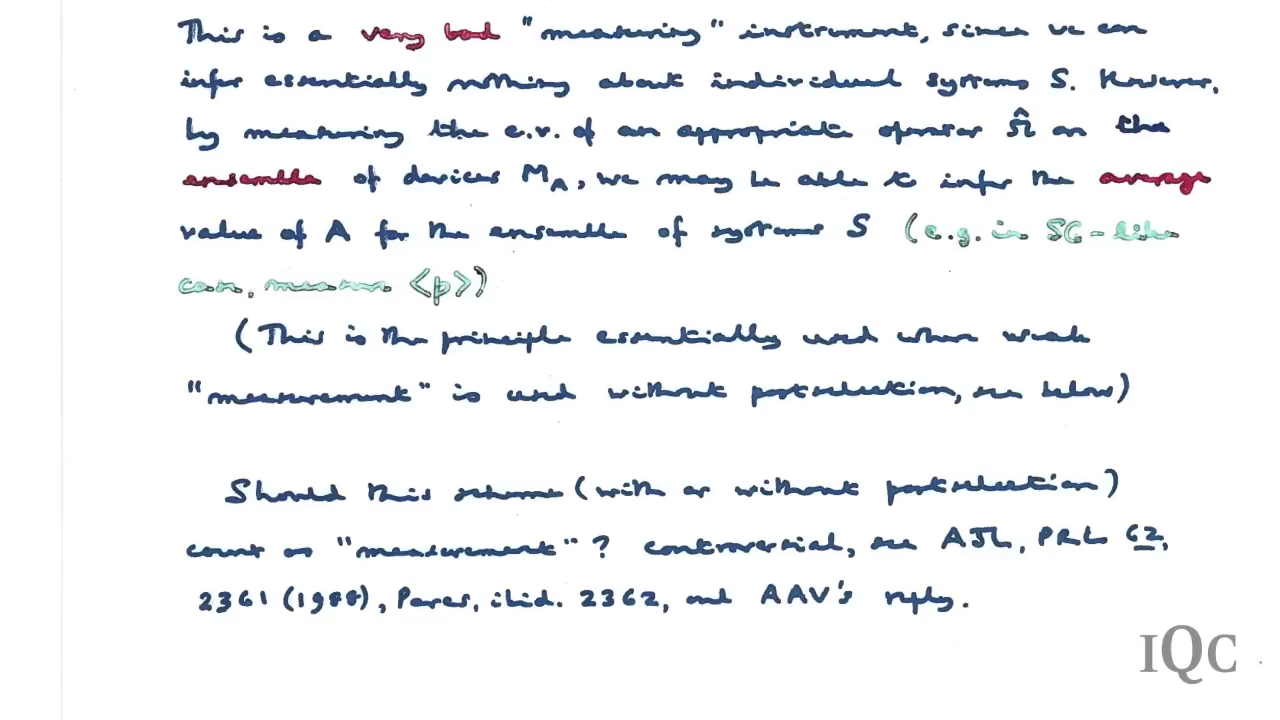 This is a very bad "measuring" instrument, since we can
infer essentially nothing about individual systems S. However,
by measuring the e.v. of an appropriate operator Ω̂ on the
ensemble of devices M_A, we may be able to infer the average
value of A for the ensemble of systems S (e.g. in SG-like
case, measure <p>)
(This is the principle essentially used when weak
"measurement" is used without postselection, see below)
Should this scheme (with or without postselection)
count as "measurement"? controversial, see AJL, PRL 62,
2361 (1988), Peres, ibid. 2362, and AAV's reply.
IQC